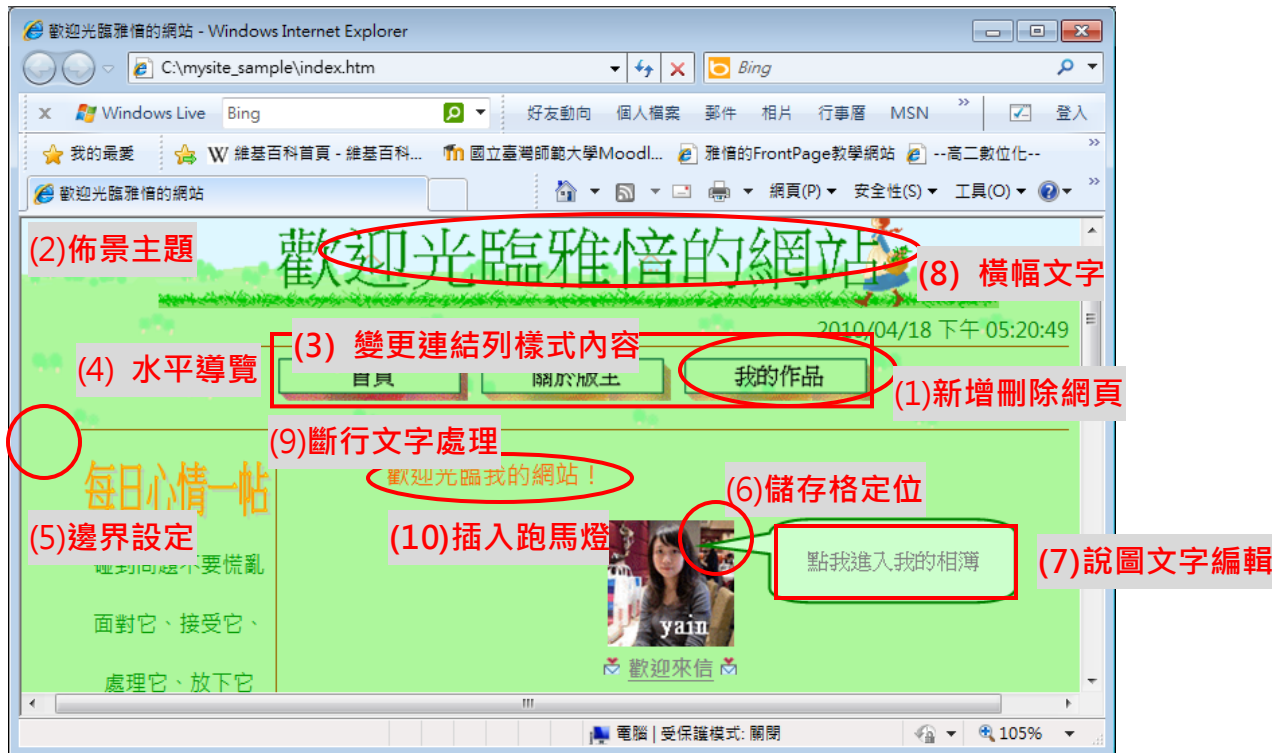 歡迎光臨雅愔的網站 - Windows Internet Explorer
C:\mysite_sample\index.htm
Bing
x Windows Live Bing 好友動向 個人檔案 郵件 相片 行事曆 MSN » 登入
我的最愛 W 維基百科首頁 - 維基百科... 國立臺灣師範大學Moodl... 雅愔的FrontPage教學網站 --高二數位化-- »
歡迎光臨雅愔的網站 網頁(P) 安全性(S) 工具(O) »
(2)佈景主題
歡迎光臨雅愔的網站
(8) 橫幅文字
2010/04/18 下午 05:20:49
(3) 變更連結列樣式內容
(4) 水平導覽
首頁 關於版主 我的作品
(1)新增刪除網頁
(9)斷行文字處理
每日心情一帖
歡迎光臨我的網站！
(6)儲存格定位
(5)邊界設定
(10)插入跑馬燈
點我進入我的相簿
(7)說圖文字編輯
碰到問題不要慌亂
面對它、接受它、
yain
歡迎來信
處理它、放下它
電腦 | 受保護模式: 關閉 105%